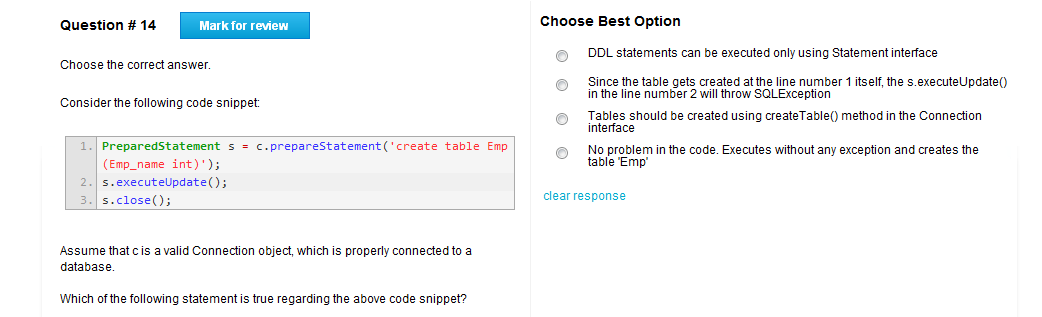 Question # 14
Mark for review
Choose the correct answer.
Consider the following code snippet:
1. PreparedStatement s = c.prepareStatement('create table Emp
(Emp_name int)');
2. s.executeUpdate();
3. s.close();
Assume that c is a valid Connection object, which is properly connected to a
database.
Which of the following statement is true regarding the above code snippet?
Choose Best Option
DDL statements can be executed only using Statement interface
Since the table gets created at the line number 1 itself, the s.executeUpdate()
in the line number 2 will throw SQLException
Tables should be created using createTable() method in the Connection
interface
No problem in the code. Executes without any exception and creates the
table 'Emp'
clear response